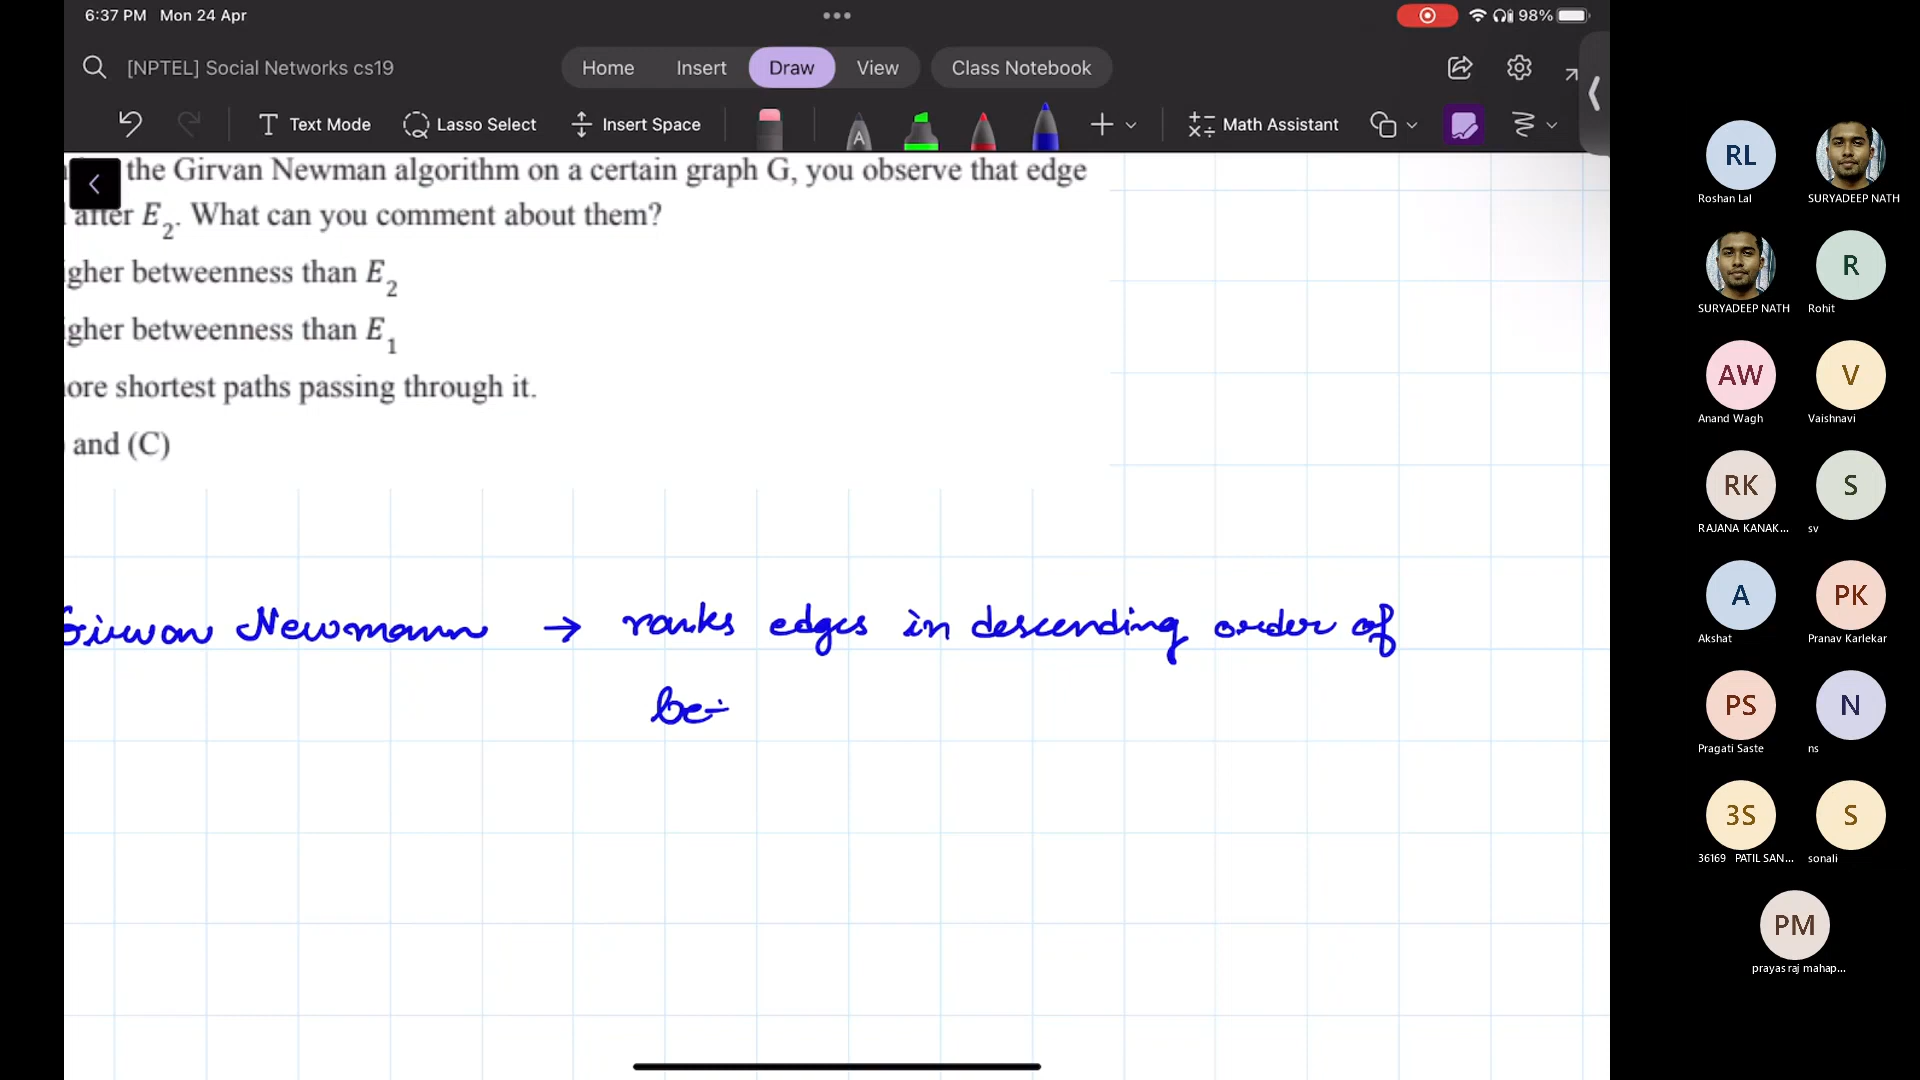 6:37 PM Mon 24 Apr
98%
[NPTEL] Social Networks cs19
Home Insert Draw View Class Notebook
Text Mode Lasso Select Insert Space A Math Assistant
the Girvan Newman algorithm on a certain graph G, you observe that edge
after E2. What can you comment about them?
igher betweenness than E2
igher betweenness than E1
ore shortest paths passing through it.
and (C)
Girwan Newmann → ranks edges in descending order of
bet
RL
Roshan Lal
SURYADEEP NATH
SURYADEEP NATH
R
Rohit
AW
Anand Wagh
V
Vaishnavi
RK
RAJANA KANAK...
S
sv
A
Akshat
PK
Pranav Karlekar
PS
Pragati Saste
N
ns
3S
36169 PATIL SAN...
S
sonali
PM
prayas raj mahap...